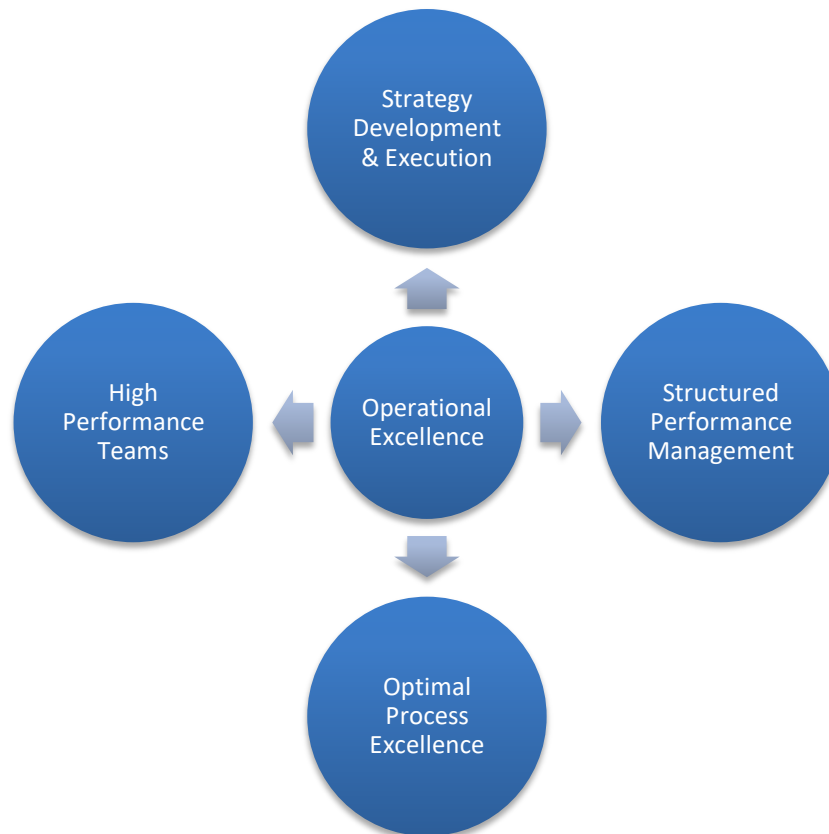 Strategy
Development
& Execution
High
Performance
Teams
Operational
Excellence
Structured
Performance
Management
Optimal
Process
Excellence